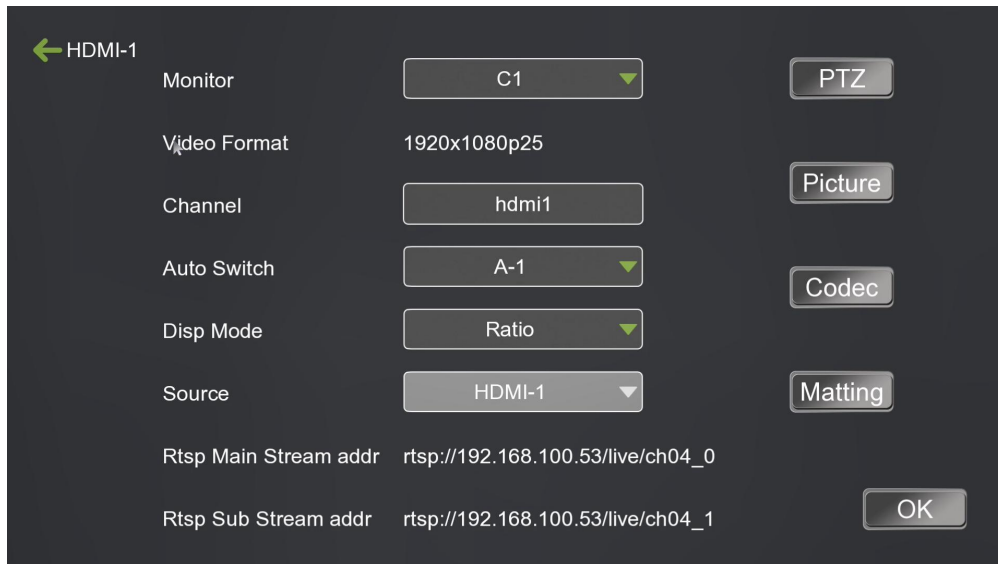 HDMI-1
Monitor C1 PTZ
Video Format 1920x1080p25
Picture
Channel hdmi1
Auto Switch A-1
Codec
Disp Mode Ratio
Source HDMI-1 Matting
Rtsp Main Stream addr rtsp://192.168.100.53/live/ch04_0
OK
Rtsp Sub Stream addr rtsp://192.168.100.53/live/ch04_1